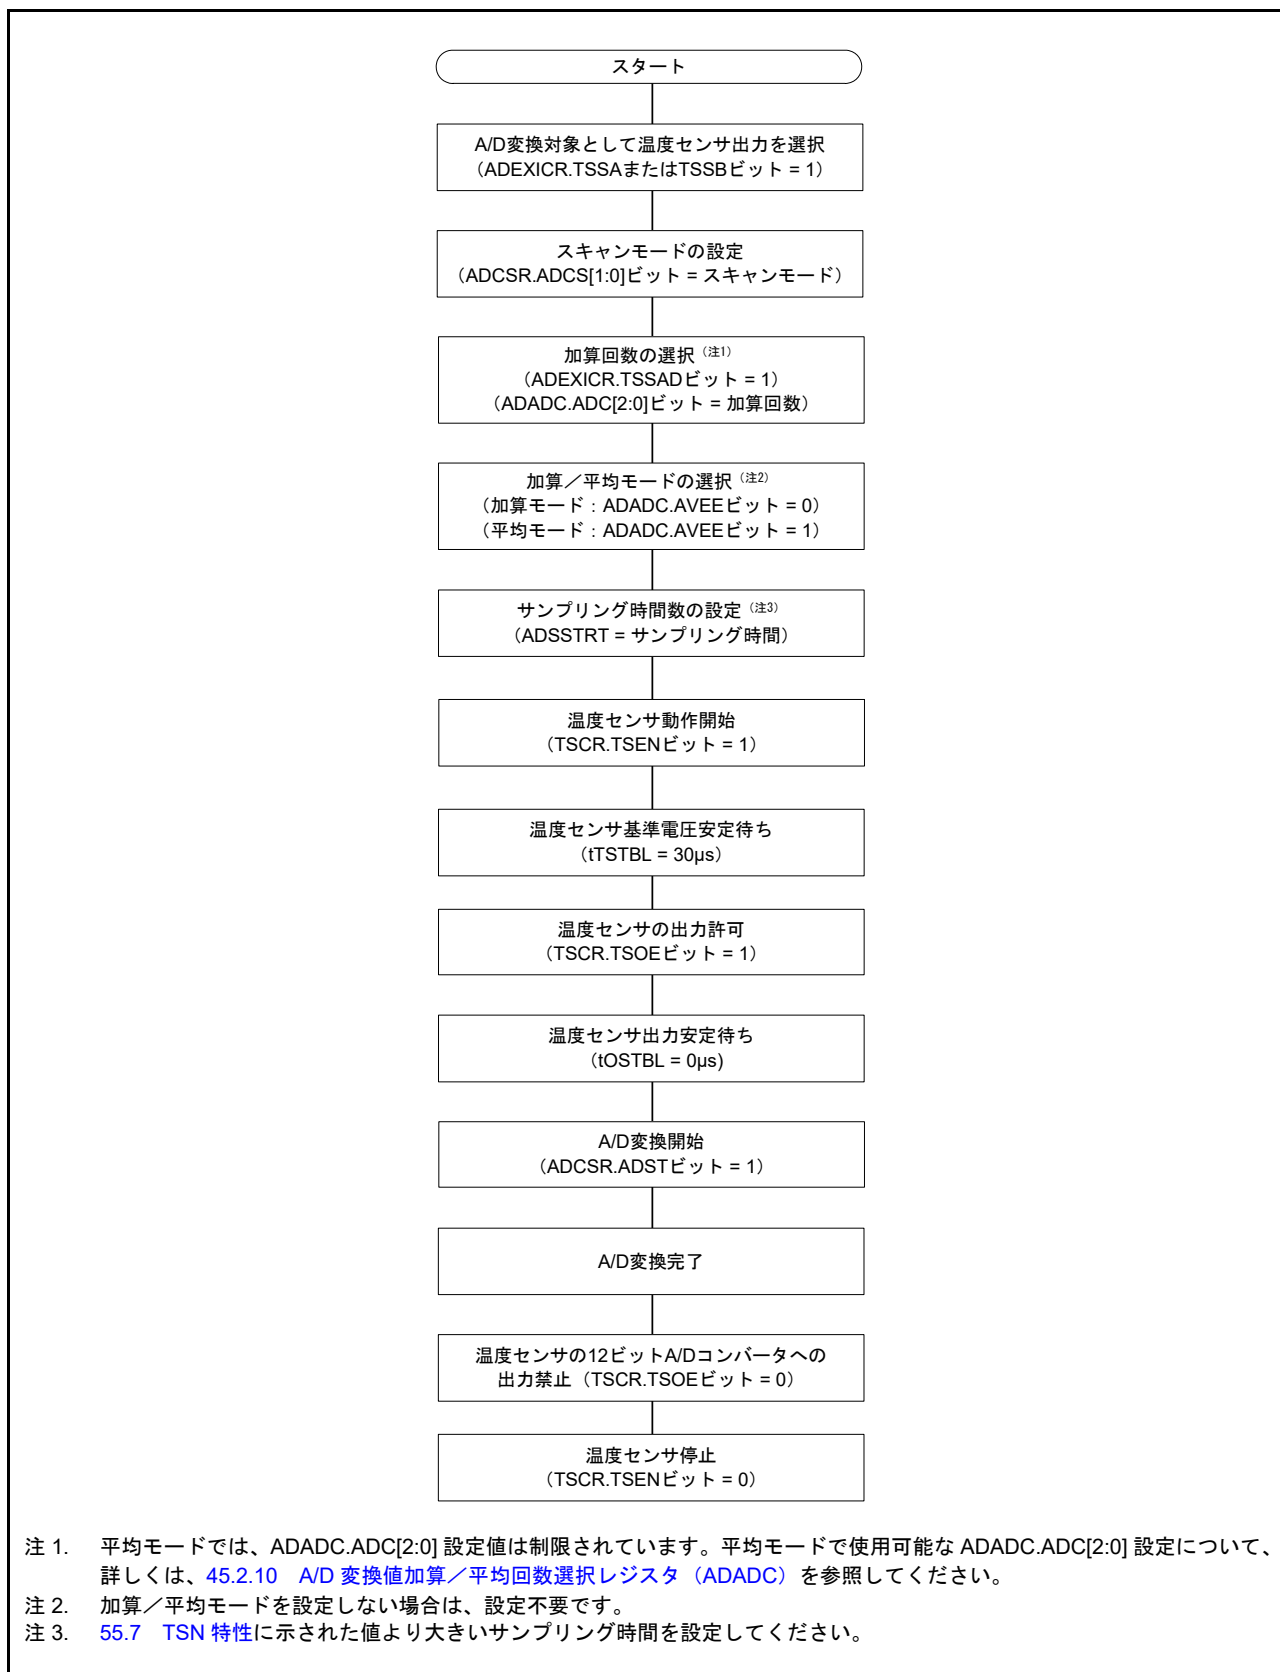 スタート
A/D変換対象として温度センサ出力を選択
（ADEXICR.TSSAまたはTSSBビット = 1）
スキャンモードの設定
（ADCSR.ADCS[1:0]ビット = スキャンモード）
加算回数の選択（注1）
（ADEXICR.TSSADビット = 1）
（ADADC.ADC[2:0]ビット = 加算回数）
加算／平均モードの選択（注2）
（加算モード：ADADC.AVEEビット = 0）
（平均モード：ADADC.AVEEビット = 1）
サンプリング時間数の設定（注3）
（ADSSTRT = サンプリング時間）
温度センサ動作開始
（TSCR.TSENビット = 1）
温度センサ基準電圧安定待ち
（tTSTBL = 30µs）
温度センサの出力許可
（TSCR.TSOEビット = 1）
温度センサ出力安定待ち
（tOSTBL = 0µs)
A/D変換開始
（ADCSR.ADSTビット = 1）
A/D変換完了
温度センサの12ビットA/Dコンバータへの
出力禁止（TSCR.TSOEビット = 0）
温度センサ停止
（TSCR.TSENビット = 0）
注 1. 平均モードでは、ADADC.ADC[2:0] 設定値は制限されています。平均モードで使用可能な ADADC.ADC[2:0] 設定について、
詳しくは、45.2.10 A/D 変換値加算／平均回数選択レジスタ（ADADC）を参照してください。
注 2. 加算／平均モードを設定しない場合は、設定不要です。
注 3. 55.7 TSN 特性に示された値より大きいサンプリング時間を設定してください。